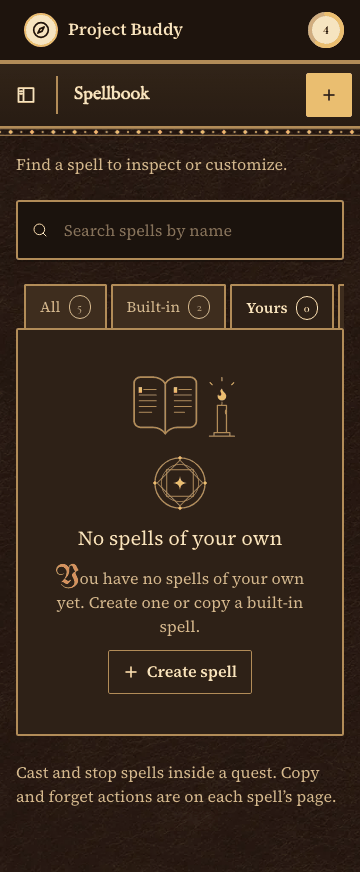 Project Buddy
4
Spellbook
Find a spell to inspect or customize.
Search spells by name
All 5 Built-in 2 Yours 0
No spells of your own
You have no spells of your own
yet. Create one or copy a built-in
spell.
Create spell
Cast and stop spells inside a quest. Copy
and forget actions are on each spell’s page.